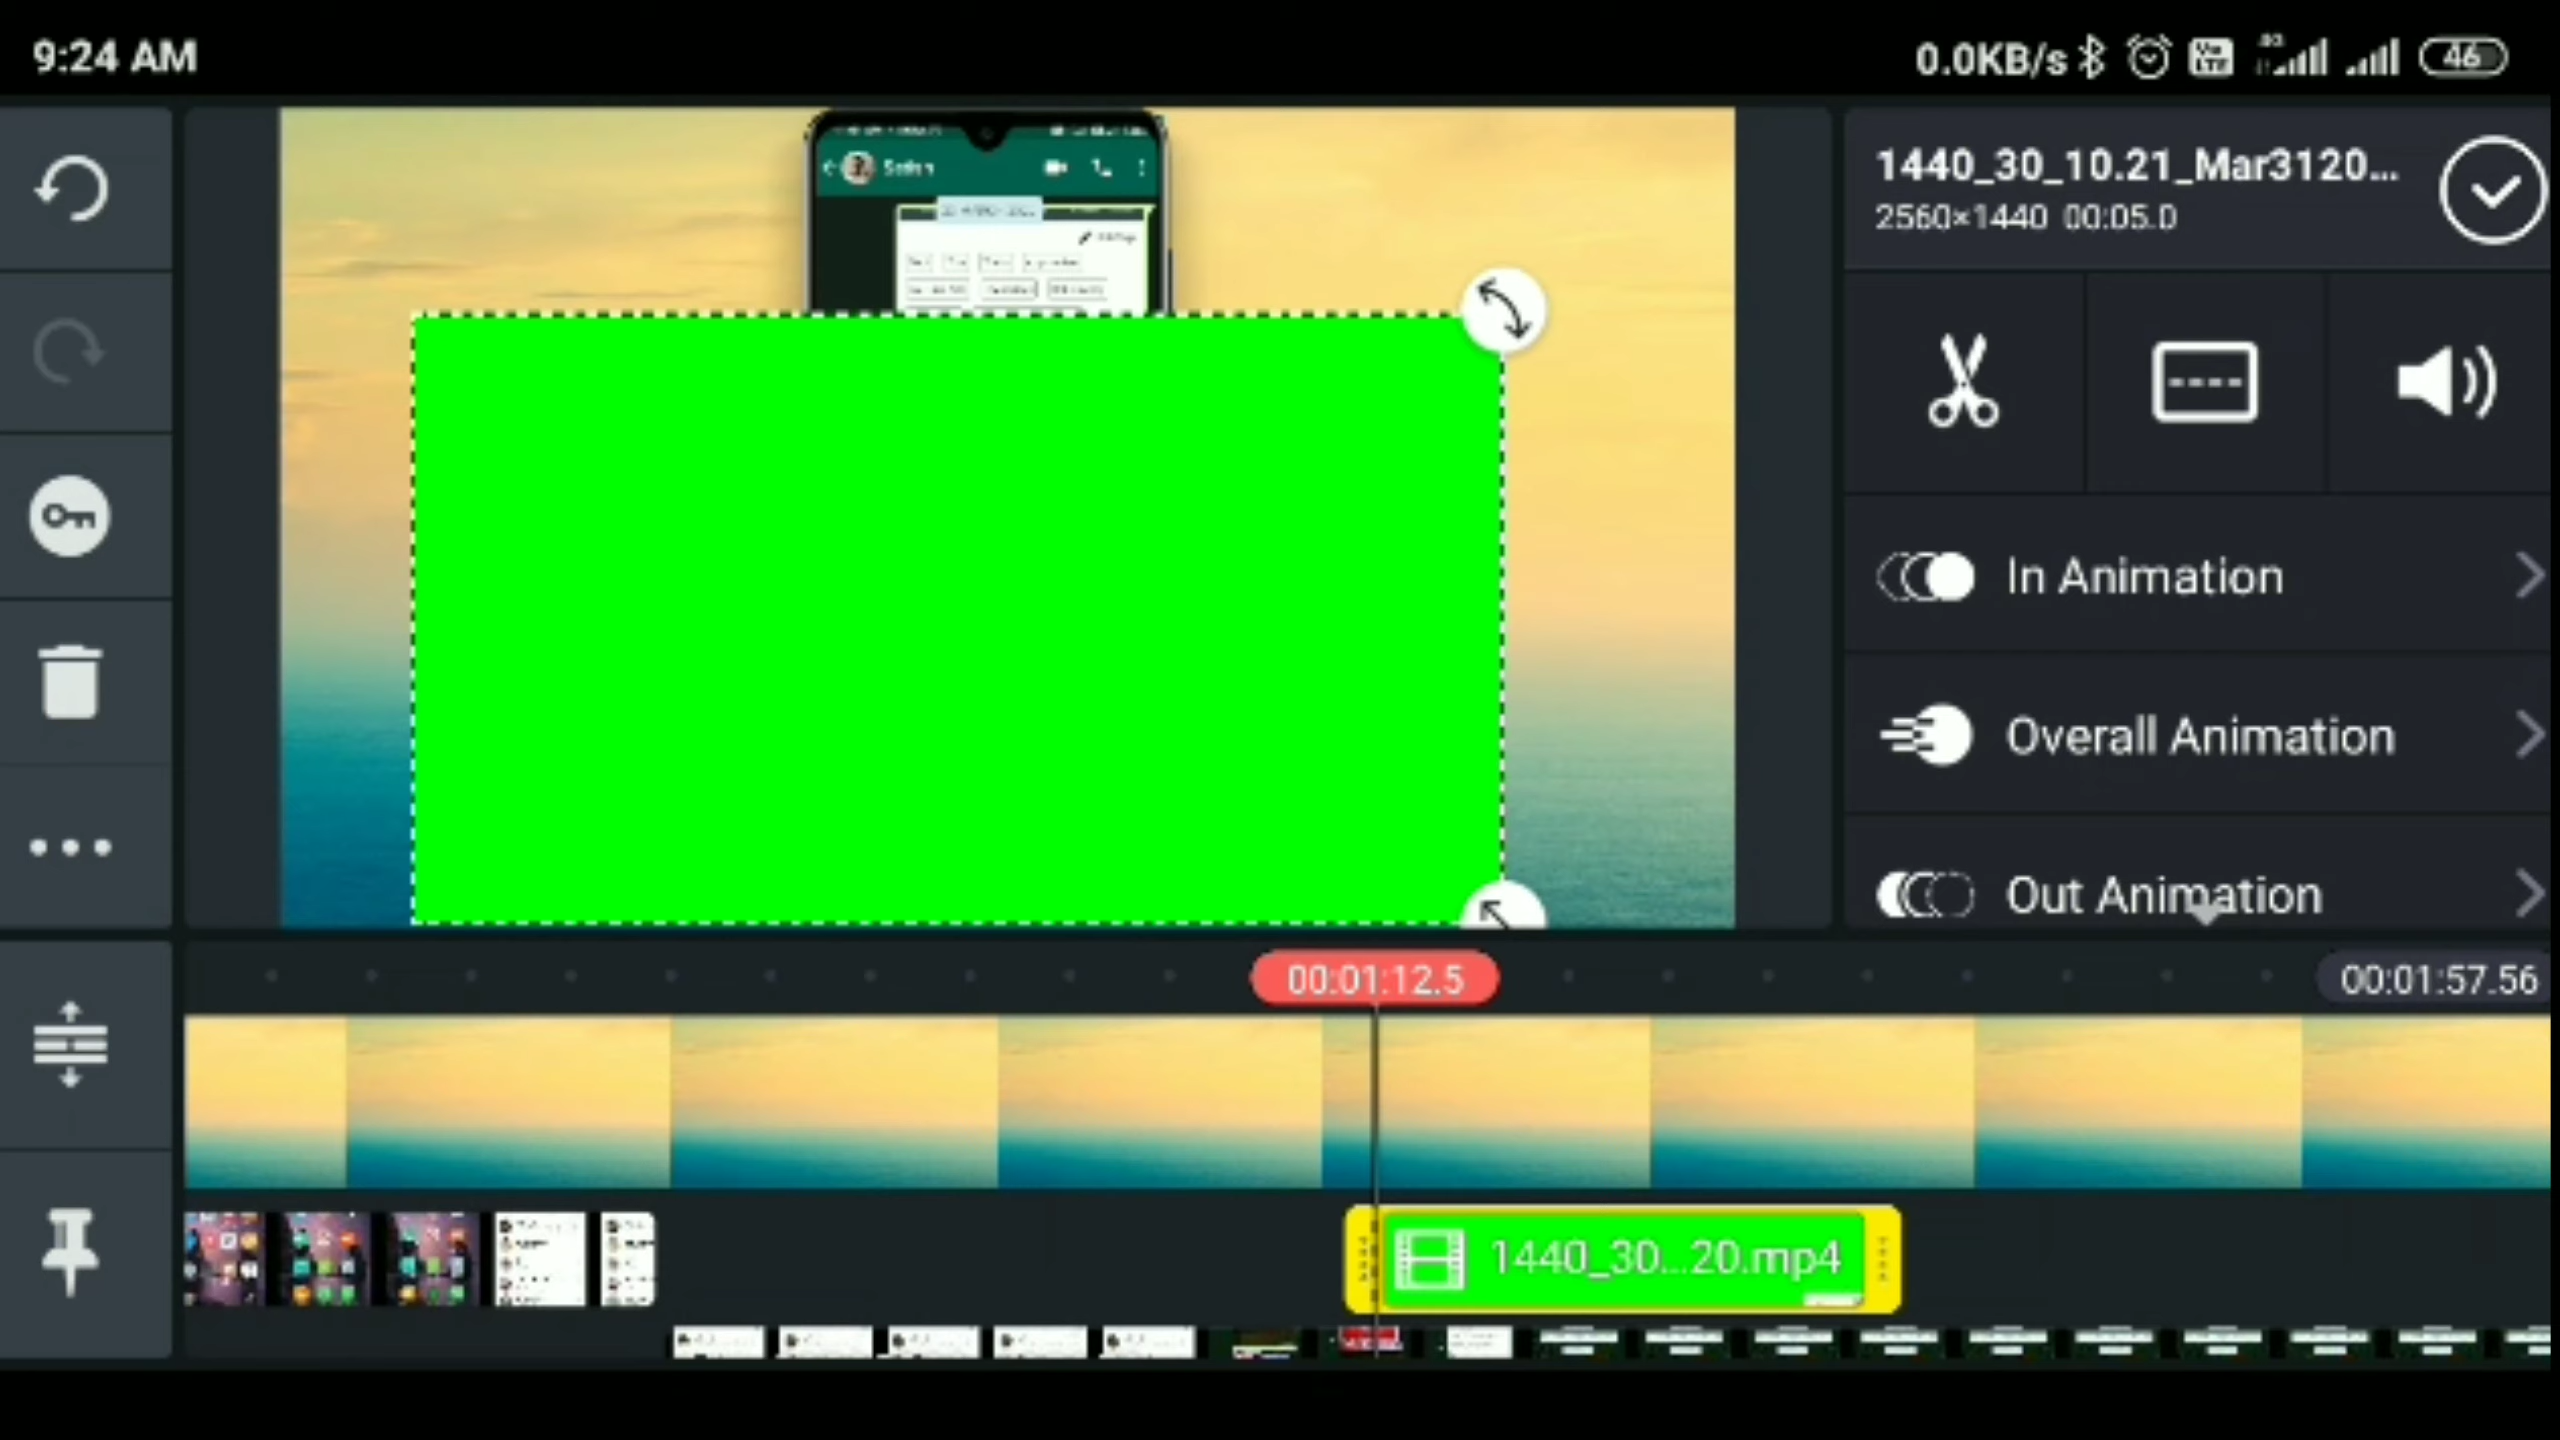 9:24 AM
0.0KB/s
46
1440_30_10.21_Mar3120...
2560×1440 00:05.0
In Animation
Overall Animation
Out Animation
00:01:12.5
00:01:57.56
1440_30...20.mp4